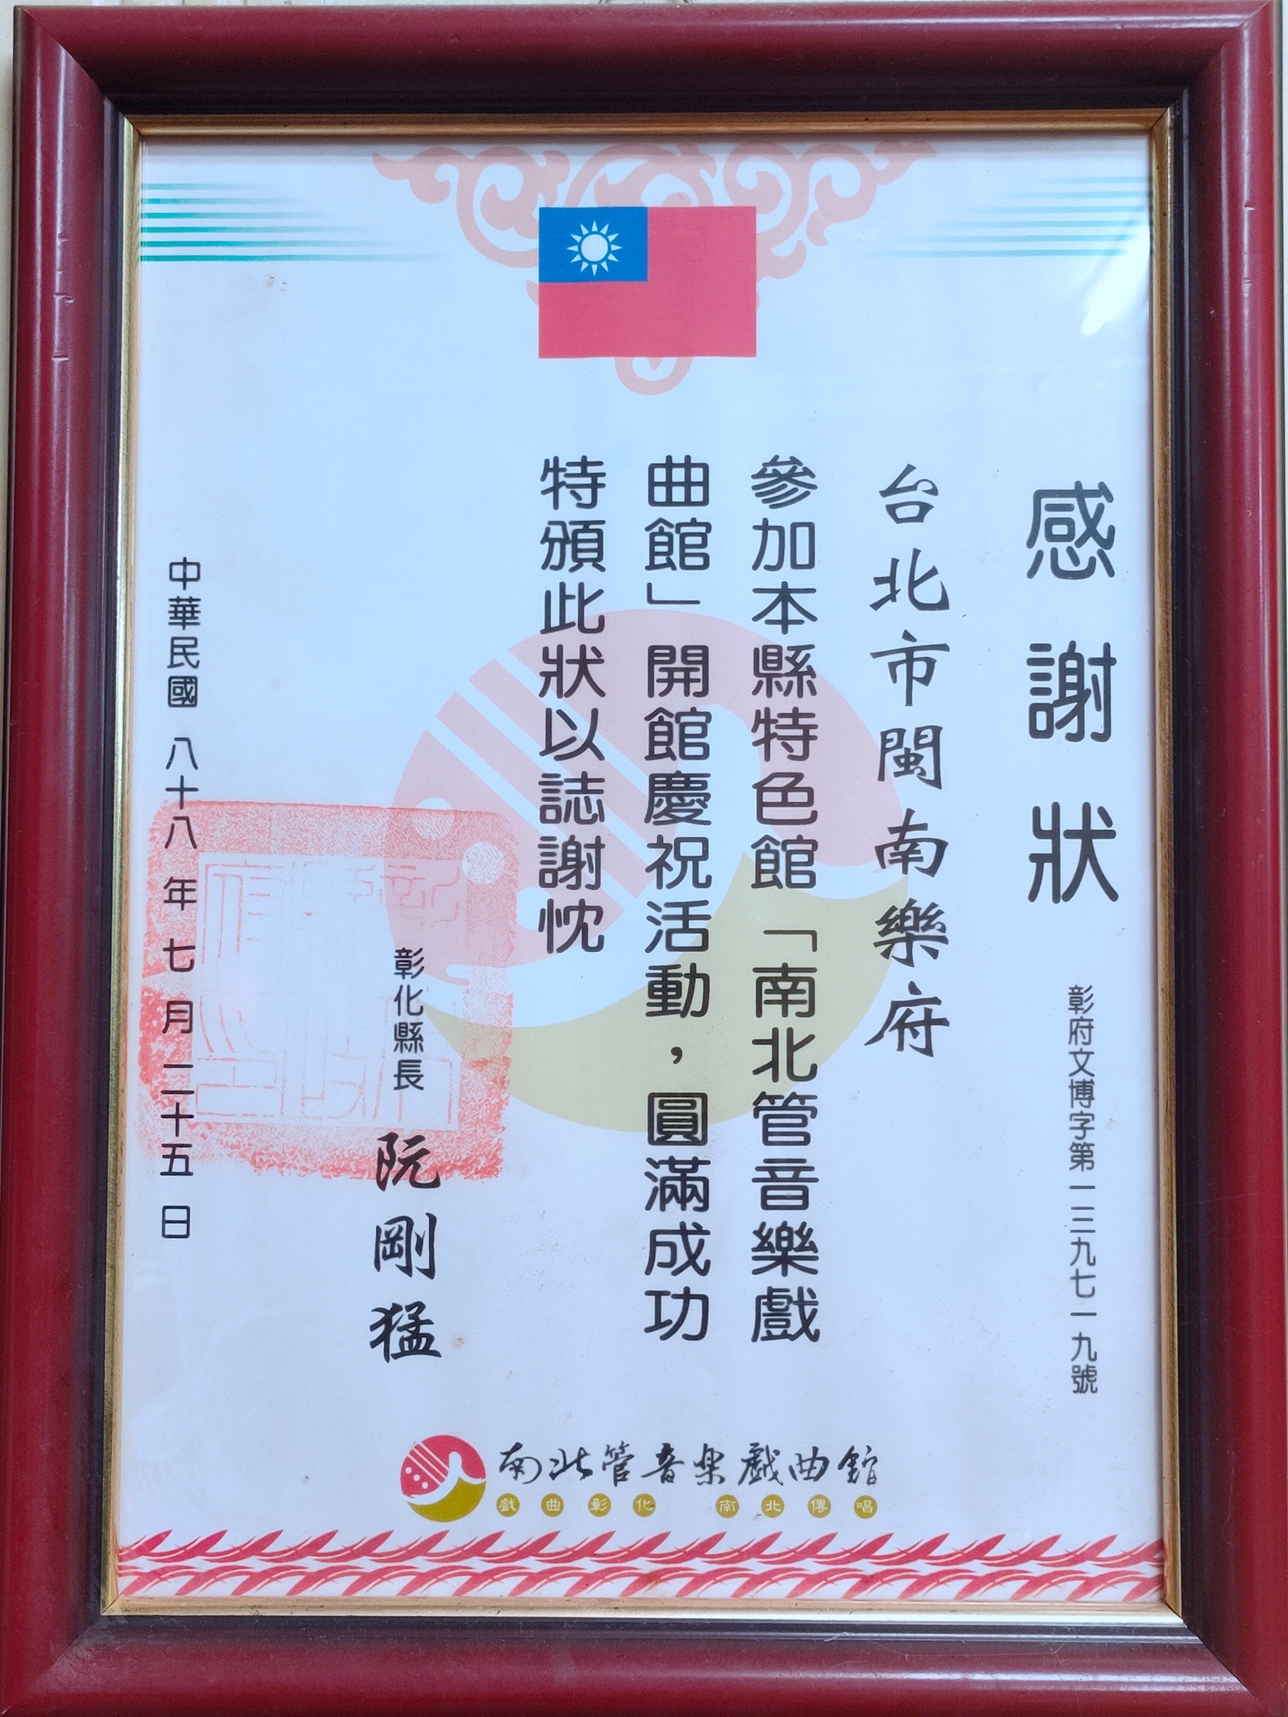 感謝狀
彰府文博字第一三九七一九號
台北市閩南樂府
參加本縣特色館「南北管音樂戲
曲館」開館慶祝活動，圓滿成功
特頒此狀以誌謝忱
彰化縣長 阮剛猛
中華民國 八十八 年 七 月 二十五 日
南北管音樂戲曲館
戲曲彰化 南北傳唱